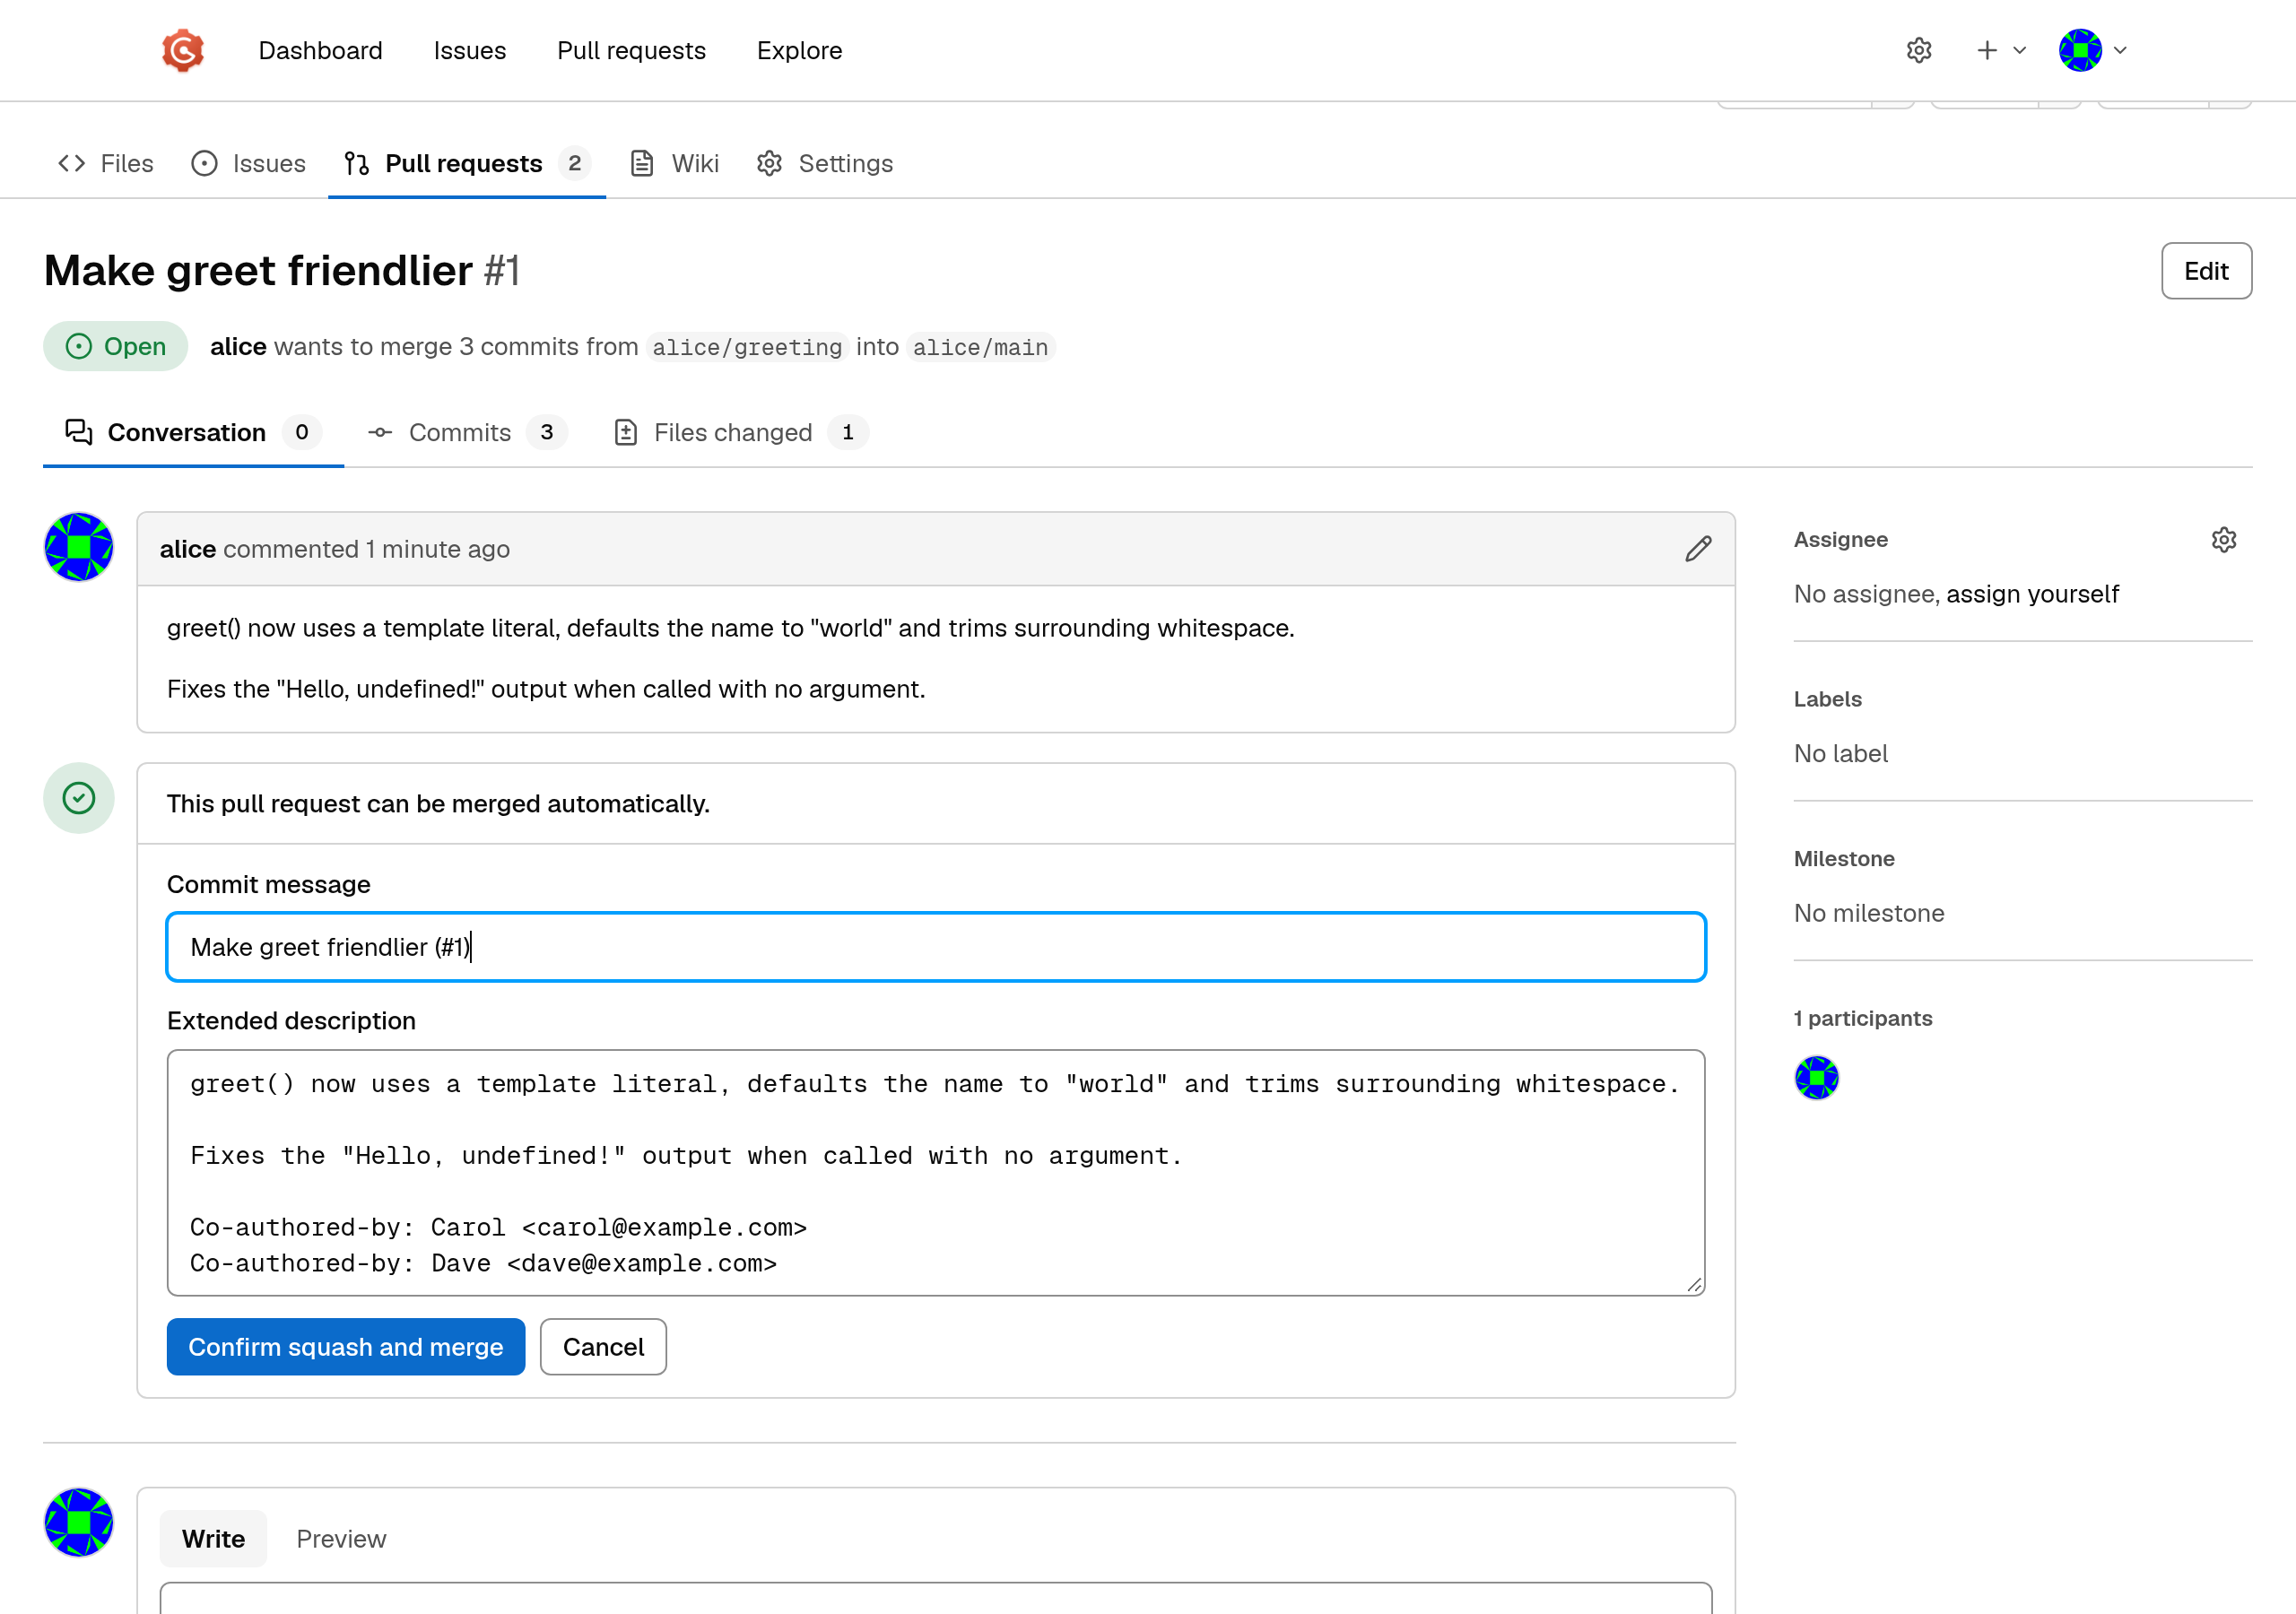 Dashboard Issues Pull requests Explore
Files Issues Pull requests 2 Wiki Settings
Make greet friendlier #1
Edit
Open alice wants to merge 3 commits from alice/greeting into alice/main
Conversation 0 Commits 3 Files changed 1
alice commented 1 minute ago
greet() now uses a template literal, defaults the name to "world" and trims surrounding whitespace.
Fixes the "Hello, undefined!" output when called with no argument.
This pull request can be merged automatically.
Commit message
Make greet friendlier (#1)
Extended description
greet() now uses a template literal, defaults the name to "world" and trims surrounding whitespace.
Fixes the "Hello, undefined!" output when called with no argument.
Co-authored-by: Carol <carol@example.com>
Co-authored-by: Dave <dave@example.com>
Confirm squash and merge Cancel
Write Preview
Assignee
No assignee, assign yourself
Labels
No label
Milestone
No milestone
1 participants